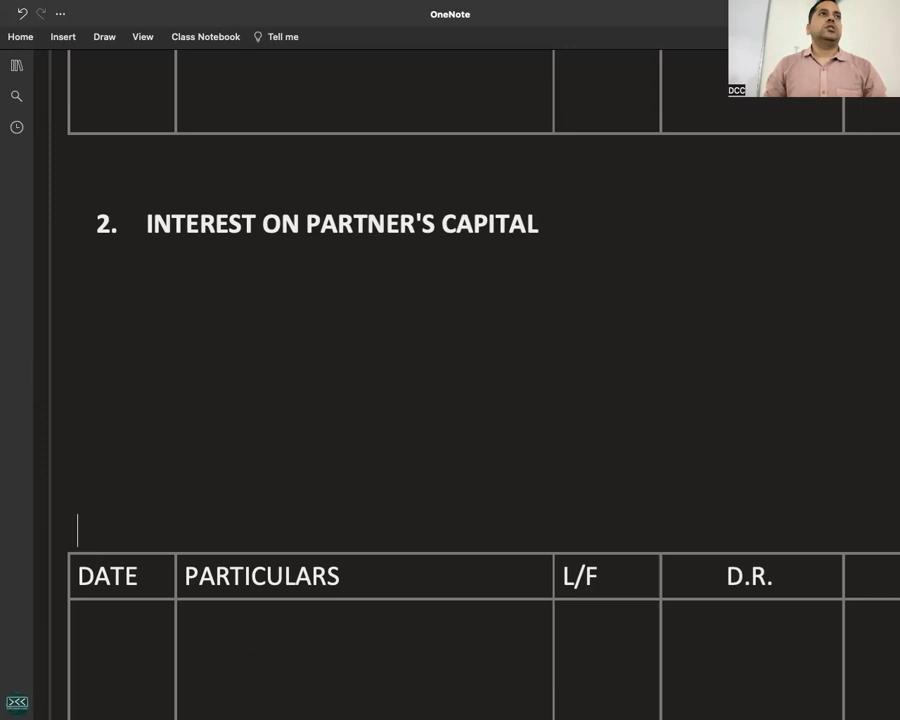 OneNote
Home Insert Draw View Class Notebook Tell me
DCC
2. INTEREST ON PARTNER'S CAPITAL
DATE PARTICULARS L/F D.R.